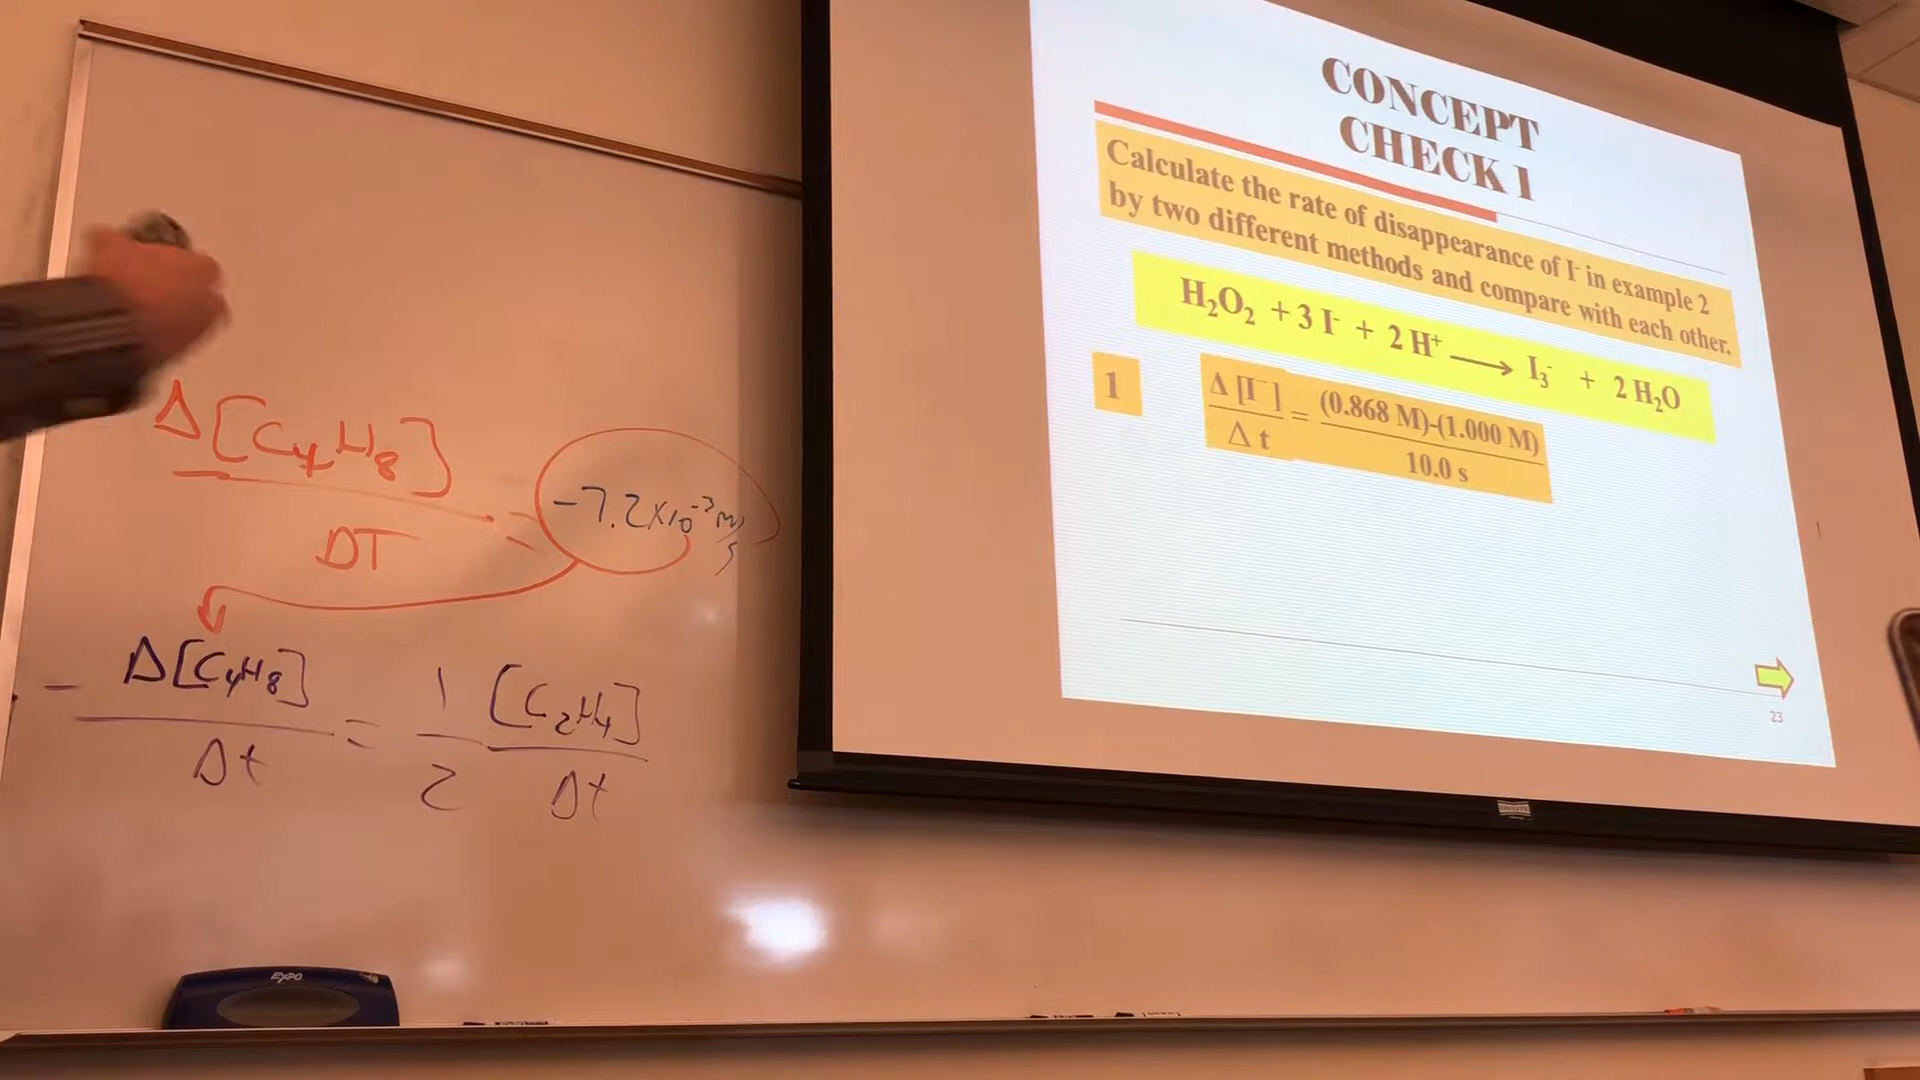 Δ[C₄H₈]
DT
= -7.2x10⁻³ M/s
- Δ[C₄H₈] / Δt = 1/2 [C₂H₄] / Δt
EXPO
CONCEPT
CHECK 1
Calculate the rate of disappearance of I⁻ in example 2
by two different methods and compare with each other.
H₂O₂ + 3 I⁻ + 2 H⁺ ⟶ I₃⁻ + 2 H₂O
1
Δ [I⁻] / Δ t = (0.868 M)-(1.000 M) / 10.0 s
23